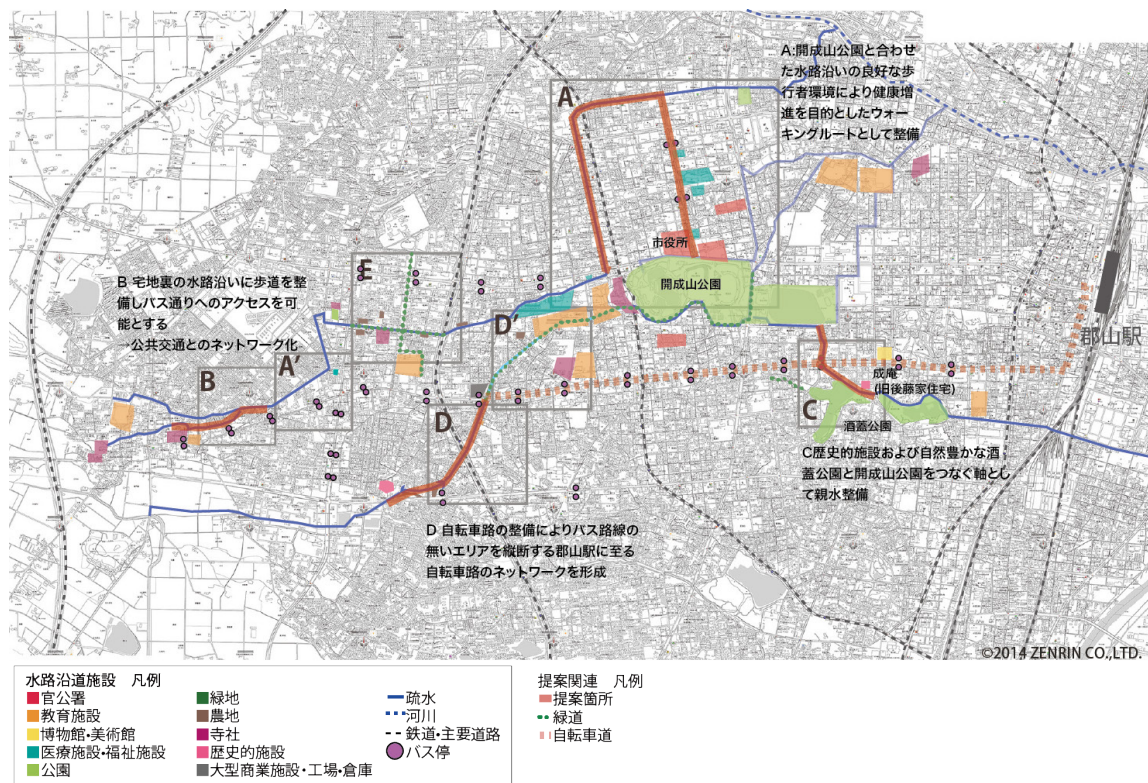 A:開成山公園と合わせ
た水路沿いの良好な歩
行者環境により健康増
進を目的としたウォー
キングルートとして整備
A
市役所
開成山公園
E
B 宅地裏の水路沿いに歩道を整
備しバス通りへのアクセスを可
能とする
→公共交通とのネットワーク化
D'
A'
B
郡山駅
成庵
(旧後藤家住宅)
C
酒蓋公園
D
C歴史的施設および自然豊かな酒
蓋公園と開成山公園をつなぐ軸とし
て親水整備
D 自転車路の整備によりバス路線の
無いエリアを縦断する郡山駅に至る
自転車路のネットワークを形成
©2014 ZENRIN CO.,LTD.
水路沿道施設 凡例
官公署
教育施設
博物館・美術館
医療施設・福祉施設
公園
緑地
農地
寺社
歴史的施設
大型商業施設・工場・倉庫
疏水
河川
鉄道・主要道路
バス停
提案関連 凡例
提案箇所
緑道
自転車道